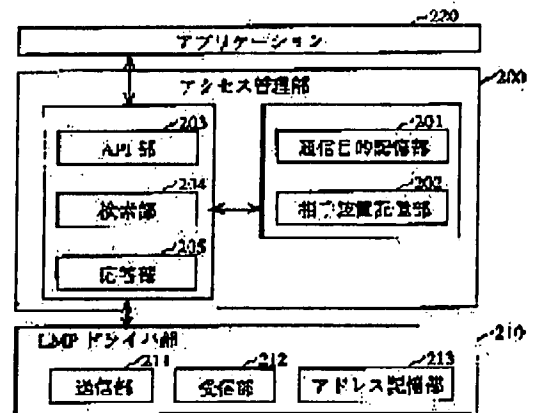 220
アプリケーション
アクセス管理部
200
203
API部
201
通信目的記憶部
204
検索部
202
相手装置記憶部
205
応答部
LMPドライバ部
210
211
送信部
212
受信部
213
アドレス記憶部